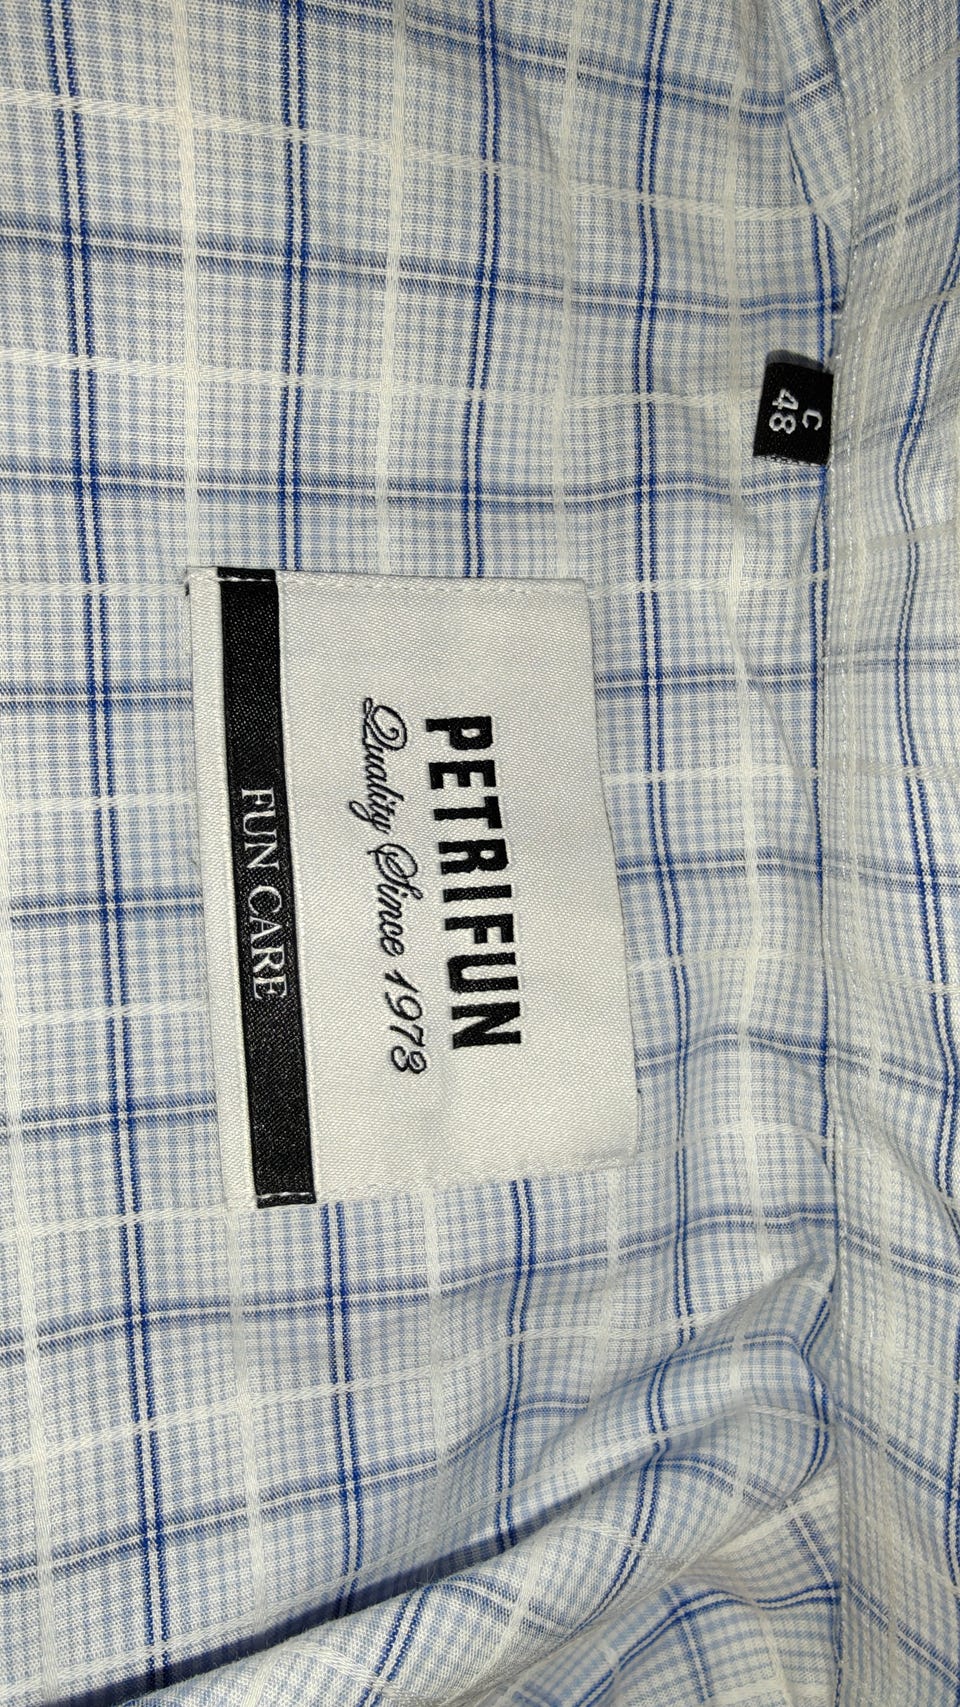 C
48
PETRIFUN
Quality Since 1973
FUN CARE